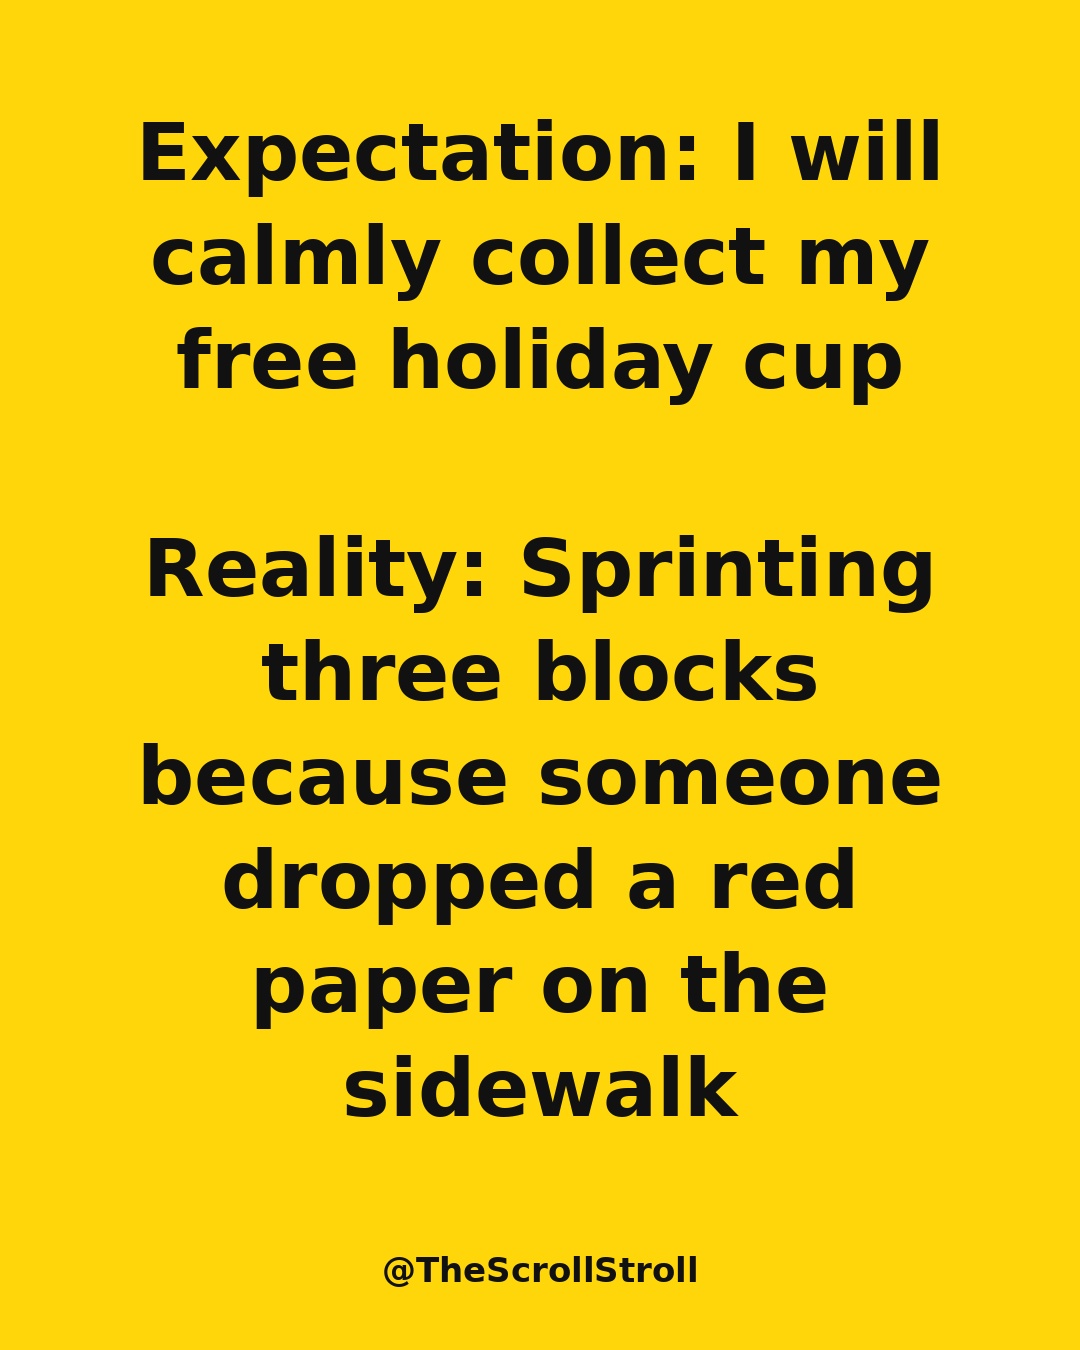 Expectation: I will
calmly collect my
free holiday cup
Reality: Sprinting
three blocks
because someone
dropped a red
paper on the
sidewalk
@TheScrollStroll